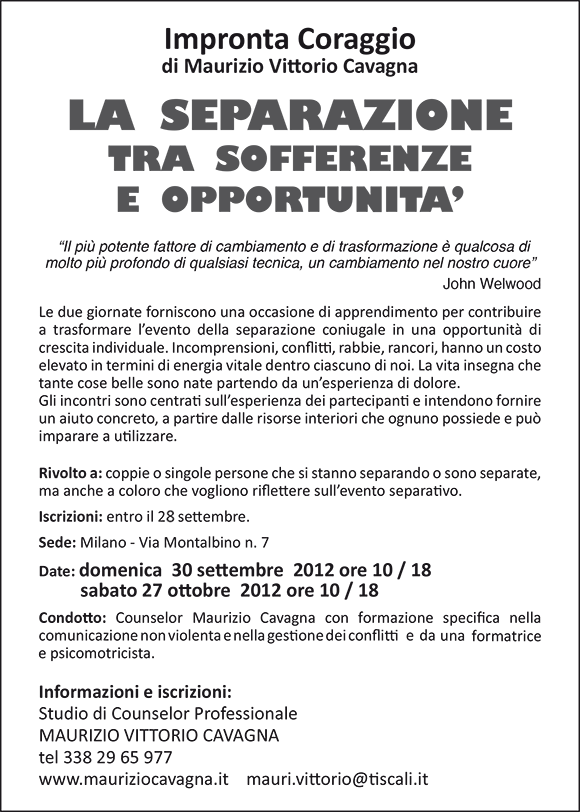 Impronta Coraggio
di Maurizio Vittorio Cavagna
LA SEPARAZIONE
TRA SOFFERENZE
E OPPORTUNITA’
“Il più potente fattore di cambiamento e di trasformazione è qualcosa di
molto più profondo di qualsiasi tecnica, un cambiamento nel nostro cuore”
John Welwood
Le due giornate forniscono una occasione di apprendimento per contribuire
a trasformare l’evento della separazione coniugale in una opportunità di
crescita individuale. Incomprensioni, conflitti, rabbie, rancori, hanno un costo
elevato in termini di energia vitale dentro ciascuno di noi. La vita insegna che
tante cose belle sono nate partendo da un’esperienza di dolore.
Gli incontri sono centrati sull’esperienza dei partecipanti e intendono fornire
un aiuto concreto, a partire dalle risorse interiori che ognuno possiede e può
imparare a utilizzare.
Rivolto a: coppie o singole persone che si stanno separando o sono separate,
ma anche a coloro che vogliono riflettere sull’evento separativo.
Iscrizioni: entro il 28 settembre.
Sede: Milano - Via Montalbino n. 7
Date: domenica 30 settembre 2012 ore 10 / 18
sabato 27 ottobre 2012 ore 10 / 18
Condotto: Counselor Maurizio Cavagna con formazione specifica nella
comunicazione non violenta e nella gestione dei conflitti e da una formatrice
e psicomotricista.
Informazioni e iscrizioni:
Studio di Counselor Professionale
MAURIZIO VITTORIO CAVAGNA
tel 338 29 65 977
www.mauriziocavagna.it mauri.vittorio@tiscali.it